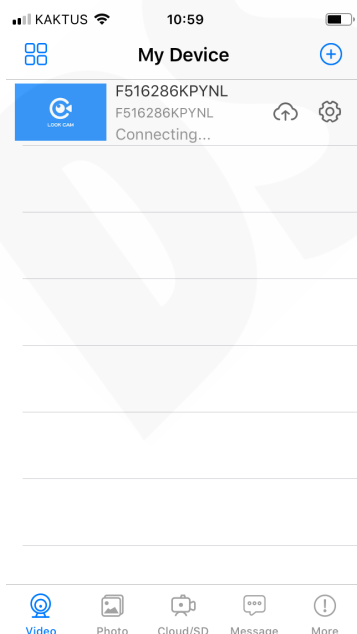 KAKTUS 10:59
My Device
F516286KPYNL
LOOK CAM
F516286KPYNL
Connecting...
Video Photo Cloud/SD Message More